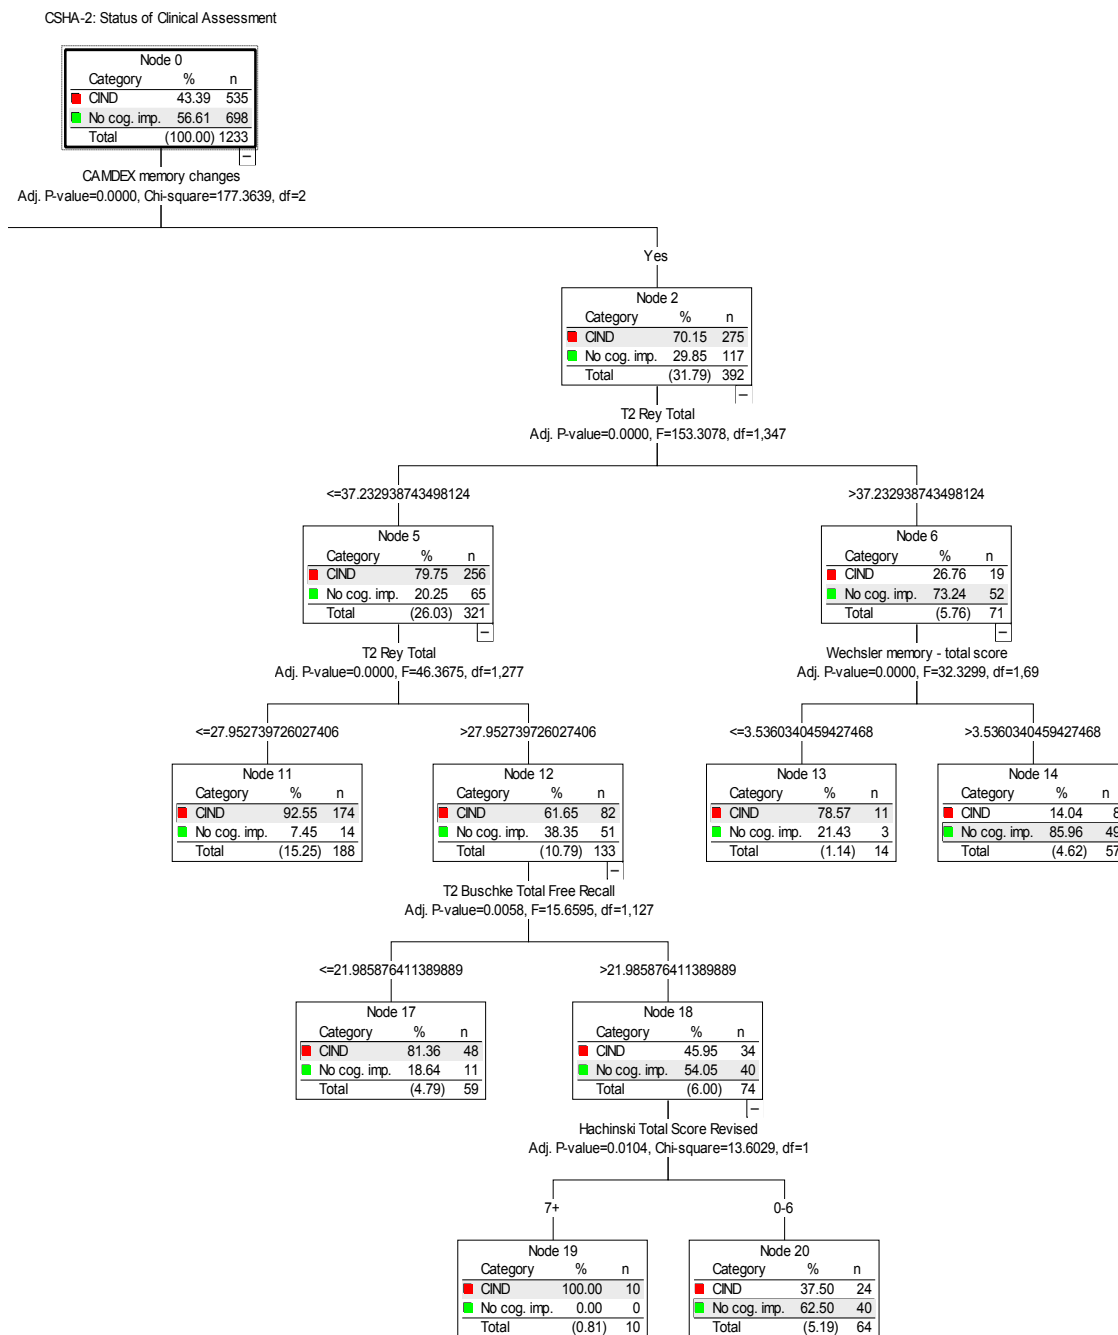 CSHA-2: Status of Clinical Assessment
Node 0
Category % n
CIND 43.39 535
No cog. imp. 56.61 698
Total (100.00) 1233
CAMDEX memory changes
Adj. P-value=0.0000, Chi-square=177.3639, df=2
Yes
Node 2
Category % n
CIND 70.15 275
No cog. imp. 29.85 117
Total (31.79) 392
T2 Rey Total
Adj. P-value=0.0000, F=153.3078, df=1,347
<=37.232938743498124
>37.232938743498124
Node 5
Category % n
CIND 79.75 256
No cog. imp. 20.25 65
Total (26.03) 321
Node 6
Category % n
CIND 26.76 19
No cog. imp. 73.24 52
Total (5.76) 71
T2 Rey Total
Adj. P-value=0.0000, F=46.3675, df=1,277
Wechsler memory - total score
Adj. P-value=0.0000, F=32.3299, df=1,69
<=27.952739726027406
>27.952739726027406
<=3.5360340459427468
>3.5360340459427468
Node 11
Category % n
CIND 92.55 174
No cog. imp. 7.45 14
Total (15.25) 188
Node 12
Category % n
CIND 61.65 82
No cog. imp. 38.35 51
Total (10.79) 133
Node 13
Category % n
CIND 78.57 11
No cog. imp. 21.43 3
Total (1.14) 14
Node 14
Category % n
CIND 14.04 8
No cog. imp. 85.96 49
Total (4.62) 57
T2 Buschke Total Free Recall
Adj. P-value=0.0058, F=15.6595, df=1,127
<=21.985876411389889
>21.985876411389889
Node 17
Category % n
CIND 81.36 48
No cog. imp. 18.64 11
Total (4.79) 59
Node 18
Category % n
CIND 45.95 34
No cog. imp. 54.05 40
Total (6.00) 74
Hachinski Total Score Revised
Adj. P-value=0.0104, Chi-square=13.6029, df=1
7+
0-6
Node 19
Category % n
CIND 100.00 10
No cog. imp. 0.00 0
Total (0.81) 10
Node 20
Category % n
CIND 37.50 24
No cog. imp. 62.50 40
Total (5.19) 64